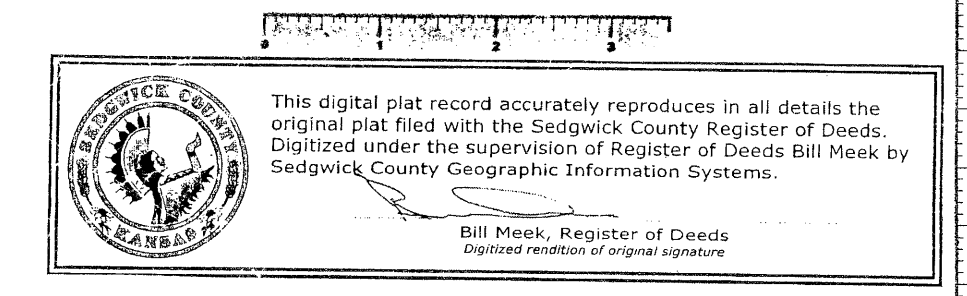 0 1 2 3
SEDGWICK COUNTY
KANSAS
This digital plat record accurately reproduces in all details the
original plat filed with the Sedgwick County Register of Deeds.
Digitized under the supervision of Register of Deeds Bill Meek by
Sedgwick County Geographic Information Systems.
Bill Meek, Register of Deeds
Digitized rendition of original signature